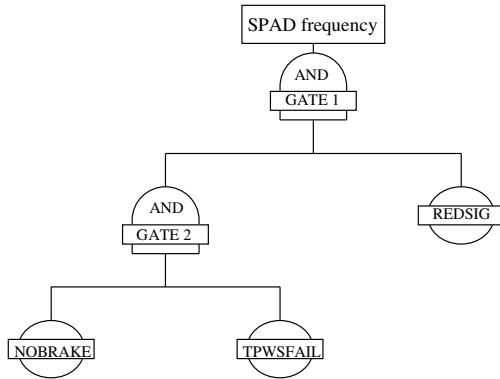 SPAD frequency
AND
GATE 1
AND
GATE 2
REDSIG
NOBRAKE
TPWSFAIL